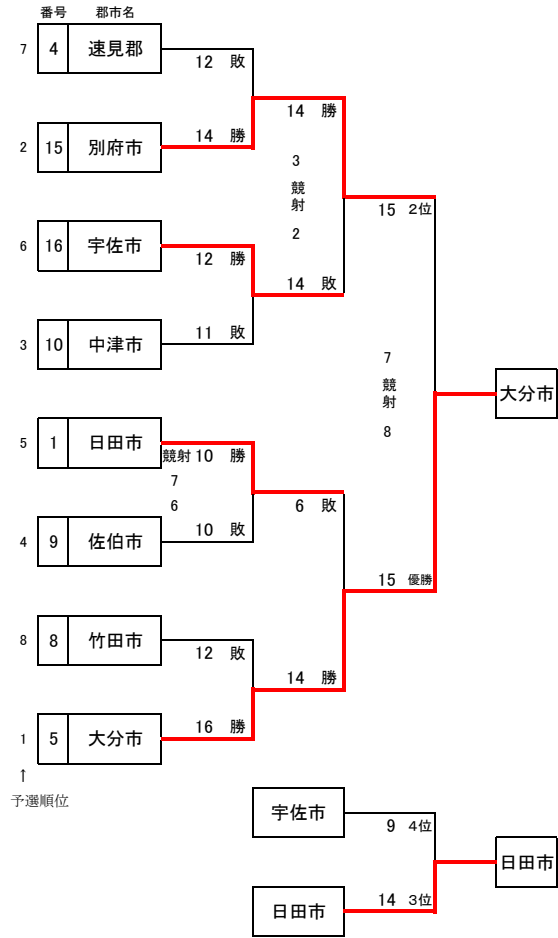 番号 郡市名
7 4 速見郡
12 敗
14 勝
14 勝
2 15 別府市
3
競
射
2
15 2位
6 16 宇佐市
12 勝
14 敗
11 敗
3 10 中津市
7
競
射
8
大分市
5 1 日田市
競射 10 勝
7
6
6 敗
10 敗
4 9 佐伯市
15 優勝
8 8 竹田市
12 敗
14 勝
16 勝
1 5 大分市
↑
予選順位
宇佐市
9 4位
日田市
14 3位
日田市